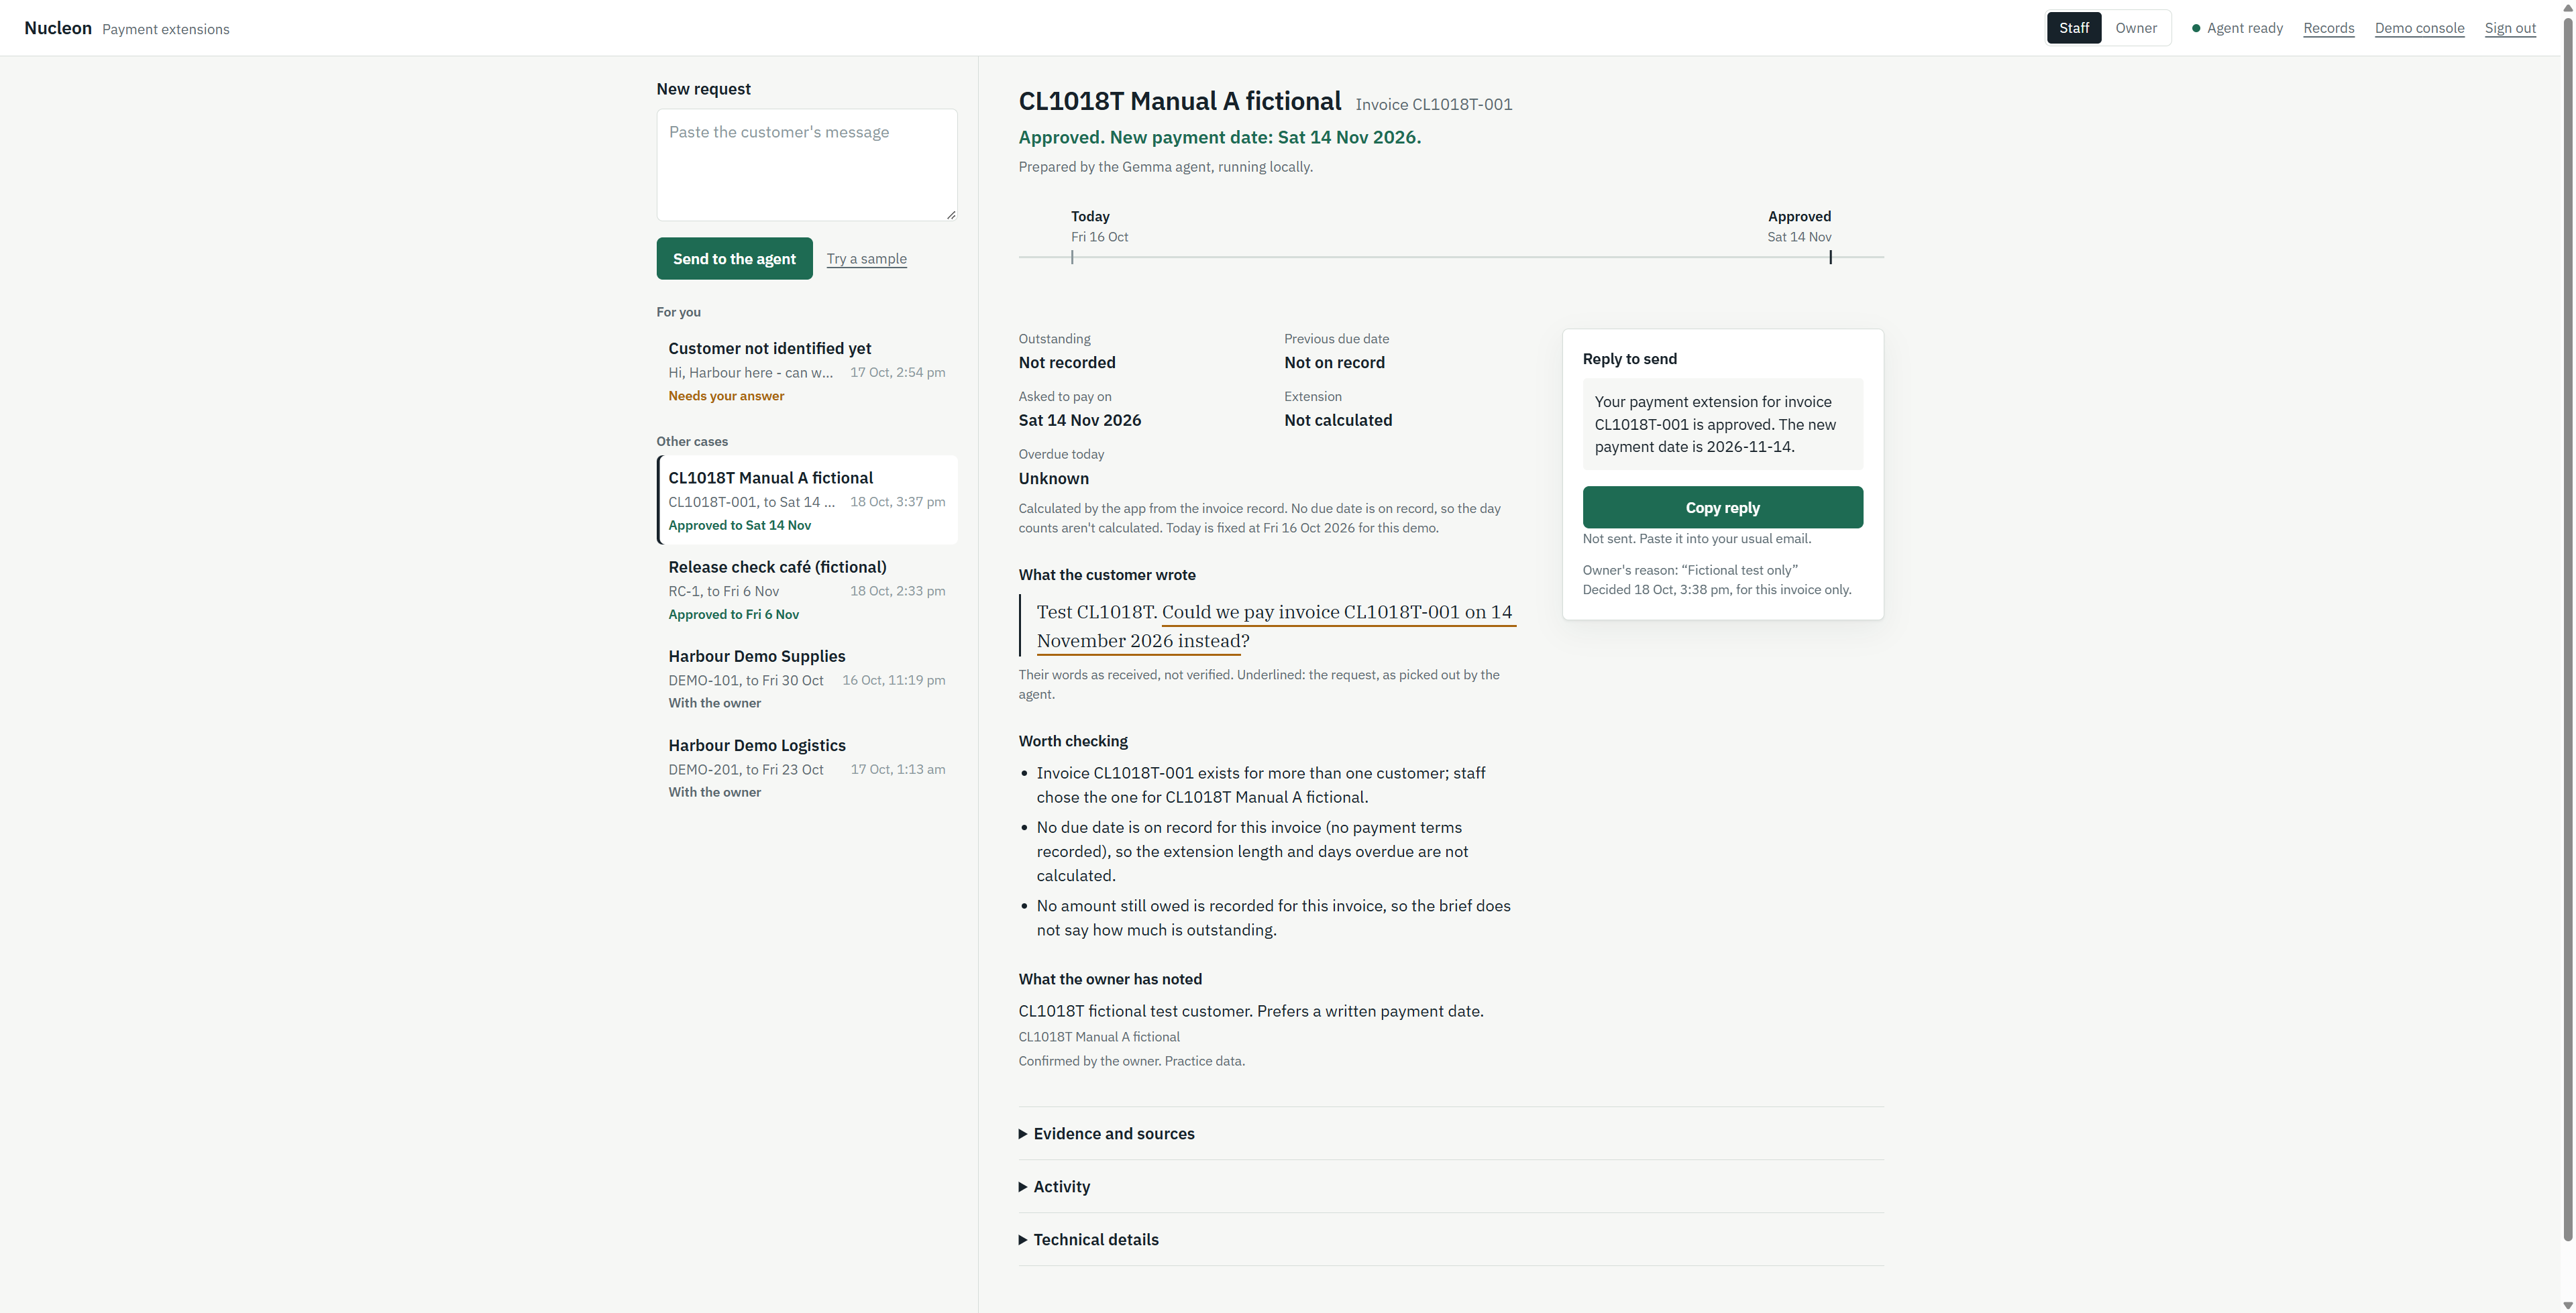 Nucleon Payment extensions
Staff Owner Agent ready Records Demo console Sign out
New request
Paste the customer's message
Send to the agent Try a sample
For you
Customer not identified yet
Hi, Harbour here - can w... 17 Oct, 2:54 pm
Needs your answer
Other cases
CL1018T Manual A fictional
CL1018T-001, to Sat 14 ... 18 Oct, 3:37 pm
Approved to Sat 14 Nov
Release check café (fictional)
RC-1, to Fri 6 Nov 18 Oct, 2:33 pm
Approved to Fri 6 Nov
Harbour Demo Supplies
DEMO-101, to Fri 30 Oct 16 Oct, 11:19 pm
With the owner
Harbour Demo Logistics
DEMO-201, to Fri 23 Oct 17 Oct, 1:13 am
With the owner
CL1018T Manual A fictional Invoice CL1018T-001
Approved. New payment date: Sat 14 Nov 2026.
Prepared by the Gemma agent, running locally.
Today Approved
Fri 16 Oct Sat 14 Nov
Outstanding Previous due date
Not recorded Not on record
Asked to pay on Extension
Sat 14 Nov 2026 Not calculated
Overdue today
Unknown
Calculated by the app from the invoice record. No due date is on record, so the day
counts aren't calculated. Today is fixed at Fri 16 Oct 2026 for this demo.
What the customer wrote
Test CL1018T. Could we pay invoice CL1018T-001 on 14
November 2026 instead?
Their words as received, not verified. Underlined: the request, as picked out by the
agent.
Worth checking
• Invoice CL1018T-001 exists for more than one customer; staff
chose the one for CL1018T Manual A fictional.
• No due date is on record for this invoice (no payment terms
recorded), so the extension length and days overdue are not
calculated.
• No amount still owed is recorded for this invoice, so the brief does
not say how much is outstanding.
What the owner has noted
CL1018T fictional test customer. Prefers a written payment date.
CL1018T Manual A fictional
Confirmed by the owner. Practice data.
Evidence and sources
Activity
Technical details
Reply to send
Your payment extension for invoice
CL1018T-001 is approved. The new
payment date is 2026-11-14.
Copy reply
Not sent. Paste it into your usual email.
Owner's reason: “Fictional test only”
Decided 18 Oct, 3:38 pm, for this invoice only.